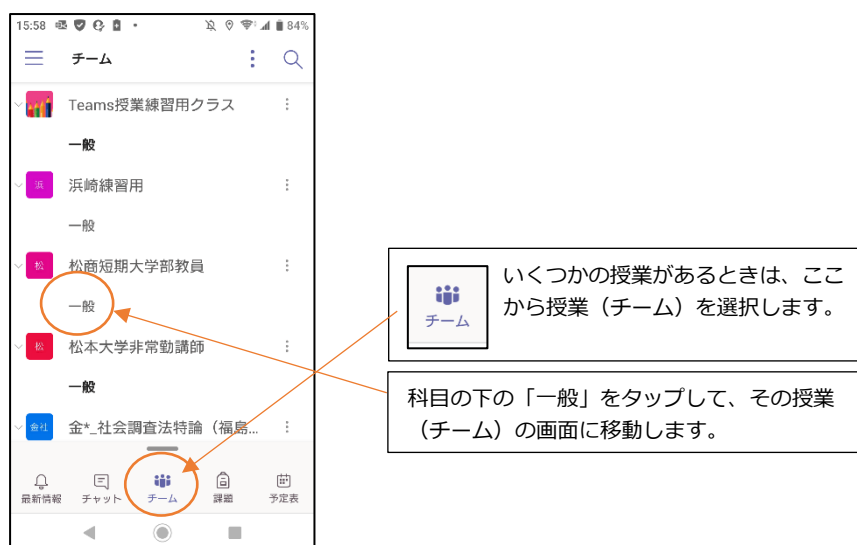 15:58
84%
チーム
Teams授業練習用クラス
一般
浜
浜崎練習用
一般
松
松商短期大学部教員
一般
松
松本大学非常勤講師
一般
会社
金*_社会調査法特論（福島...
最新情報
チャット
チーム
課題
予定表
チーム
いくつかの授業があるときは、ここ
から授業（チーム）を選択します。
科目の下の「一般」をタップして、その授業
（チーム）の画面に移動します。